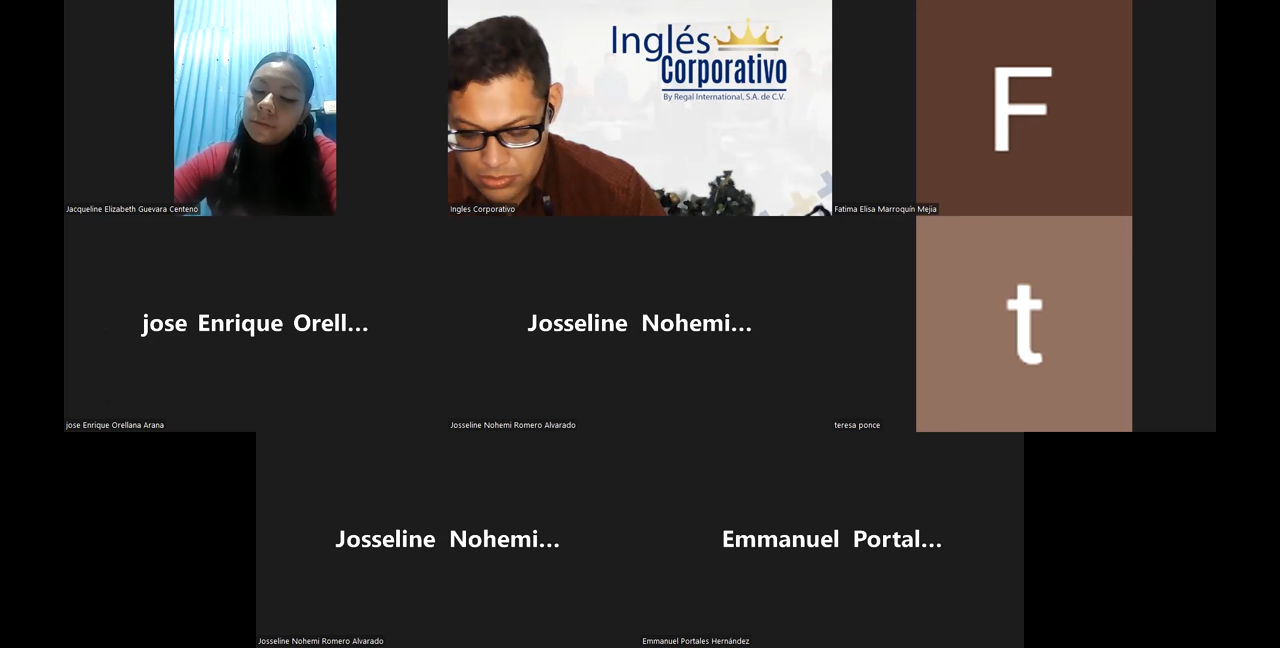 Inglés
Corporativo
By Regal International, S.A. de C.V.
F
Jacqueline Elizabeth Guevara Centeno
Ingles Corporativo
Fatima Elisa Marroquín Mejia
jose Enrique Orell...
Josseline Nohemi...
t
jose Enrique Orellana Arana
Josseline Nohemi Romero Alvarado
teresa ponce
Josseline Nohemi...
Emmanuel Portal...
Josseline Nohemi Romero Alvarado
Emmanuel Portales Hernández